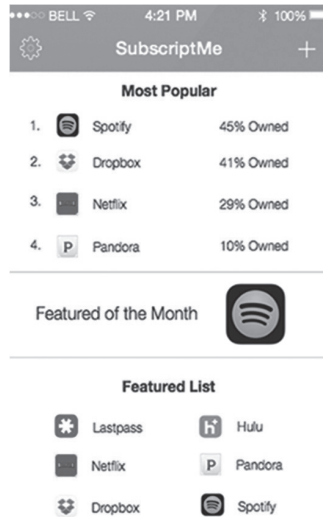 BELL 4:21 PM 100%
SubscriptMe +
Most Popular
1. Spotify 45% Owned
2. Dropbox 41% Owned
3. Netflix 29% Owned
4. P Pandora 10% Owned
Featured of the Month
Featured List
Lastpass h Hulu
Netflix P Pandora
Dropbox Spotify